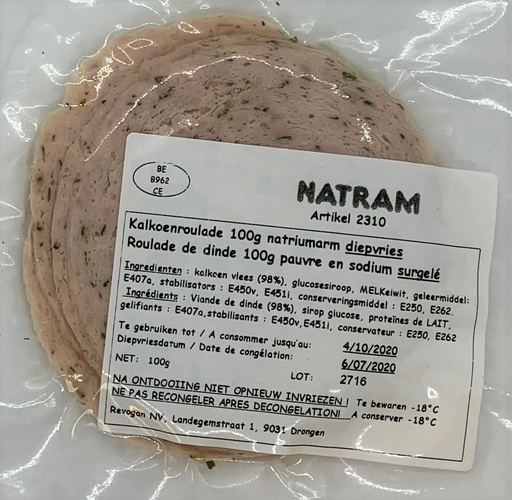 BE
B962
CE
NATRAM
Artikel 2310
Kalkoenroulade 100g natriumarm diepvries
Roulade de dinde 100g pauvre en sodium surgelé
Ingredienten : kalkoen vlees (98%), glucosesiroop, MELKeiwit, geleermiddel:
E407a, stabilisators : E450v, E451i, conserveringsmiddel : E250, E262.
Ingrédients : Viande de dinde (98%), sirop glucose, protéïnes de LAIT,
gelifiants : E407a,stabilisants : E450v,E451i, conservateur : E250, E262
Te gebruiken tot / A consommer jusqu'au: 4/10/2020
Diepvriesdatum / Date de congélation: 6/07/2020
NET: 100g LOT: 2716
NA ONTDOOIING NIET OPNIEUW INVRIEZEN! Te bewaren -18°C
NE PAS RECONGELER APRES DECONGELATION! A conserver -18°C
Revogan NV, Landegemstraat 1, 9031 Drongen